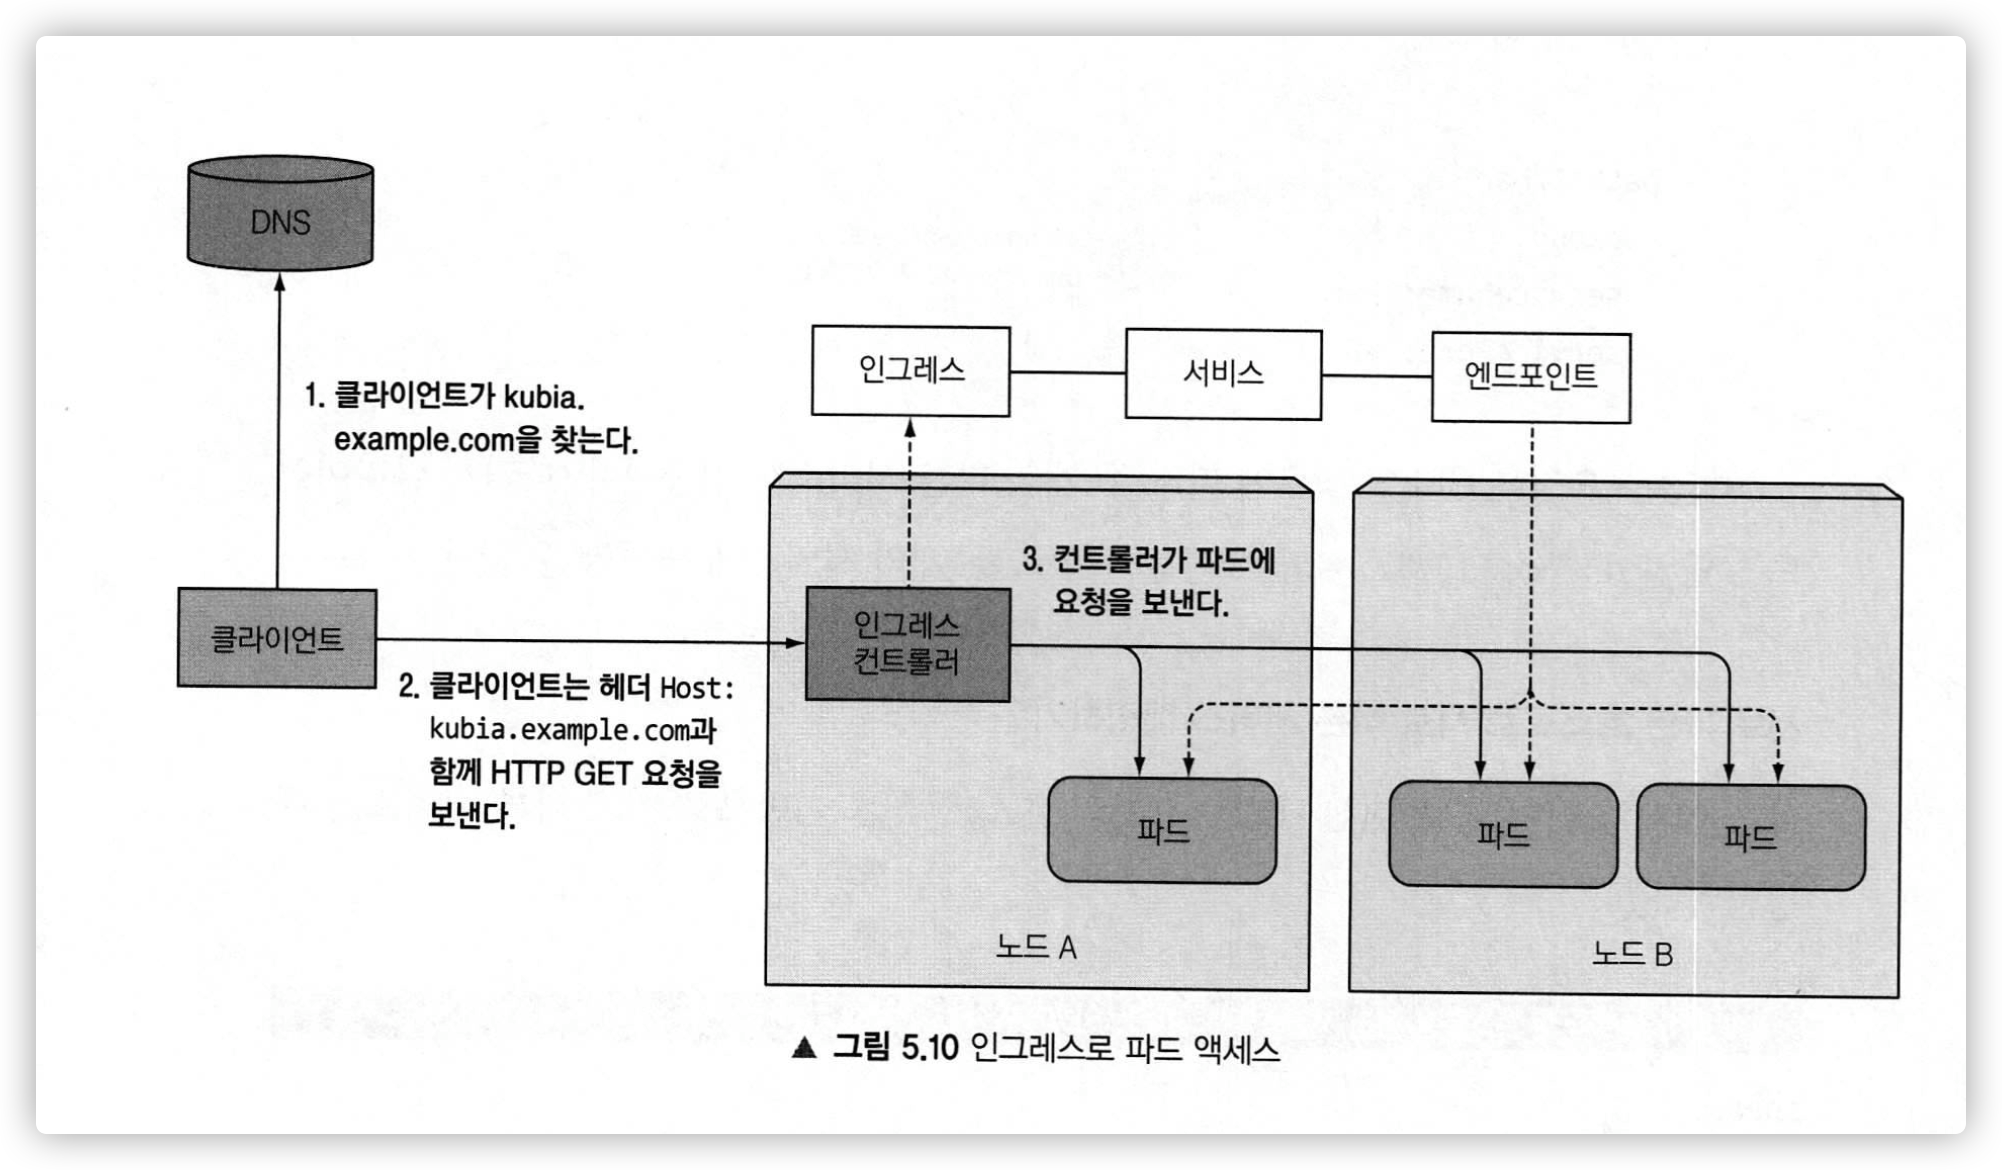 DNS
1. 클라이언트가 kubia.
example.com을 찾는다.
인그레스
서비스
엔드포인트
클라이언트
2. 클라이언트는 헤더 Host:
kubia.example.com과
함께 HTTP GET 요청을
보낸다.
인그레스
컨트롤러
3. 컨트롤러가 파드에
요청을 보낸다.
파드
파드
파드
노드 A
노드 B
▲ 그림 5.10 인그레스로 파드 액세스